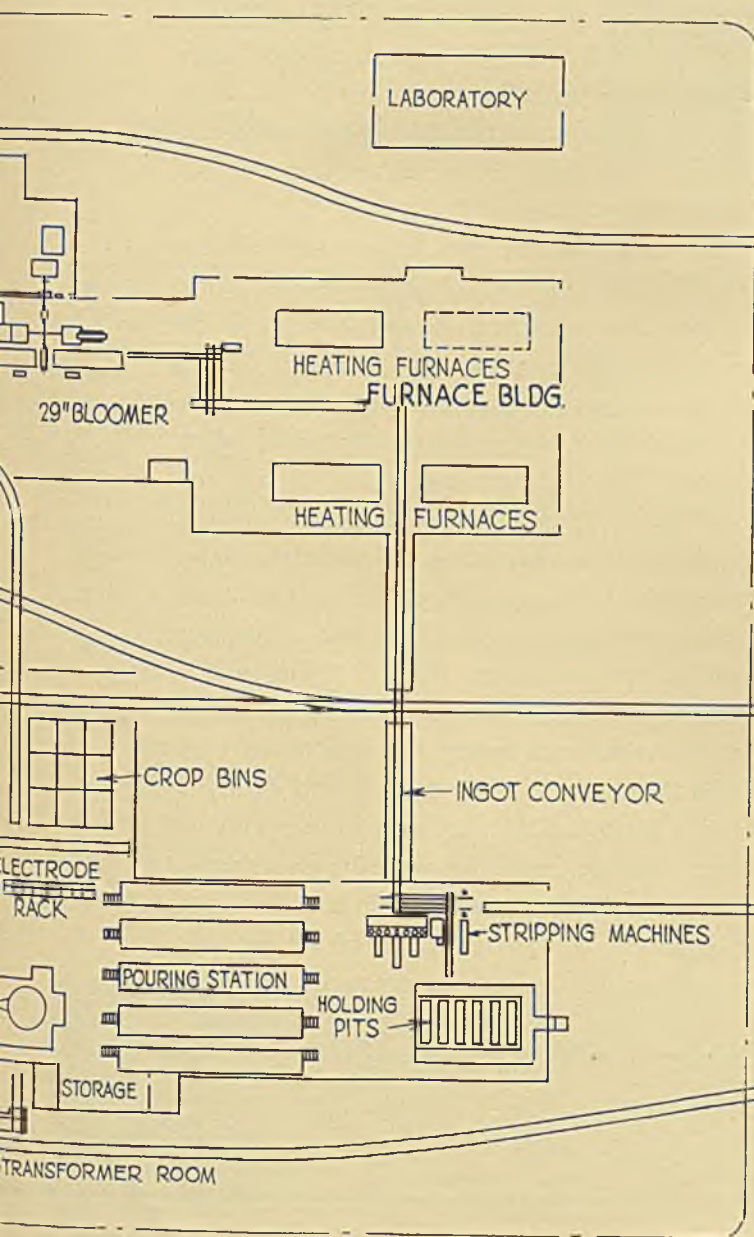 LABORATORY
HEATING FURNACES
FURNACE BLDG.
29" BLOOMER
HEATING FURNACES
CROP BINS
INGOT CONVEYOR
ELECTRODE
RACK
STRIPPING MACHINES
POURING STATION
HOLDING
PITS
STORAGE
TRANSFORMER ROOM